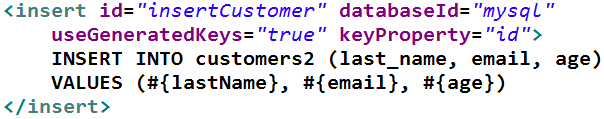 <insert id="insertCustomer" databaseId="mysql"
useGeneratedKeys="true" keyProperty="id">
INSERT INTO customers2 (last_name, email, age)
VALUES (#{lastName}, #{email}, #{age})
</insert>